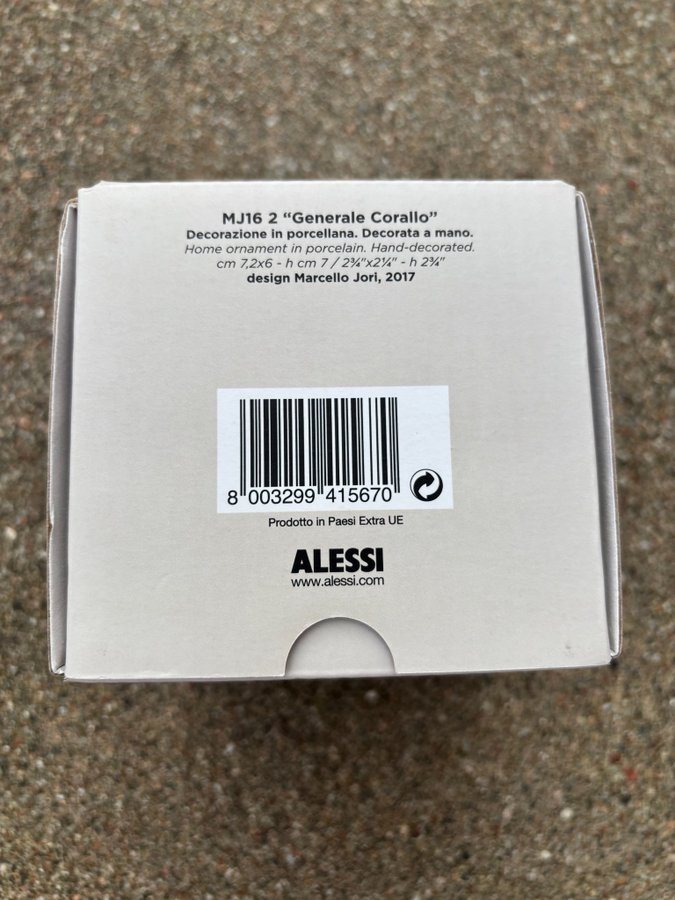 MJ16 2 “Generale Corallo”
Decorazione in porcellana. Decorata a mano.
Home ornament in porcelain. Hand-decorated.
cm 7,2x6 - h cm 7 / 2¾"x2¼" - h 2¾"
design Marcello Jori, 2017
8 003299 415670
Prodotto in Paesi Extra UE
ALESSI
www.alessi.com